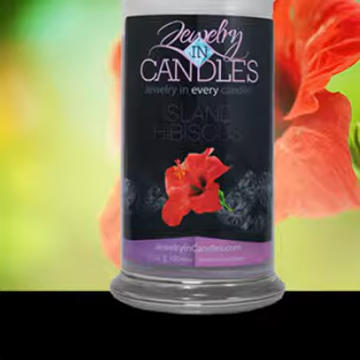 Jewelry
IN
CANDLES
Jewelry in every candle
ISLAND
HIBISCUS
JewelryinCandles.com